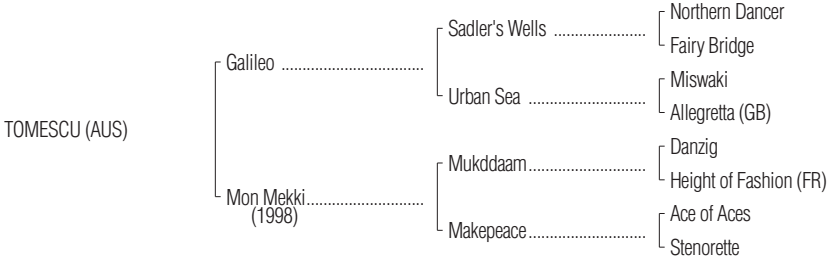 Northern Dancer
Sadler's Wells ........................
Fairy Bridge
Galileo ..................................
Miswaki
Urban Sea ..............................
Allegretta (GB)
TOMESCU (AUS)
Danzig
Mukddaam..............................
Height of Fashion (FR)
Mon Mekki............................
(1998)
Ace of Aces
Makepeace..............................
Stenorette